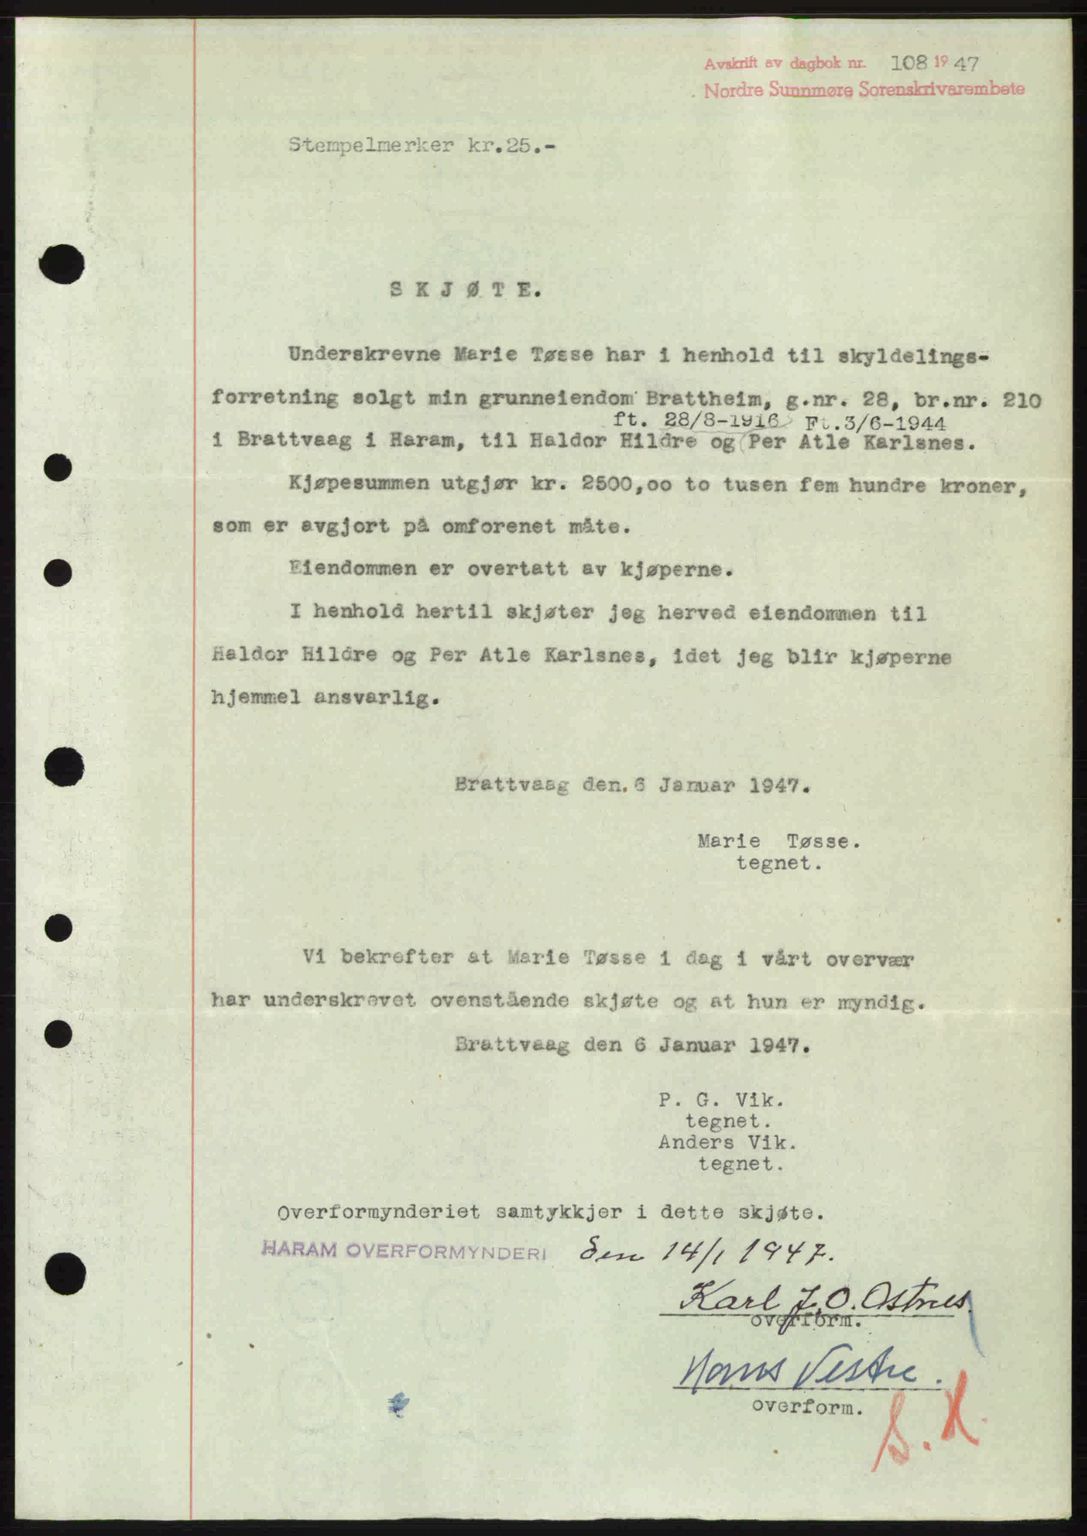 Avskrift av dagbok nr. 108 1947
Nordre Sunnmøre Sorenskrivarembete
Stempelmerker kr.25.-
S K J Ø T E.
Underskrevne Marie Tøsse har i henhold til skyldelings-
forretning solgt min grunneiendom Brattheim, g.nr. 28, br.nr. 210
ft. 28/8-1916 Ft.3/6-1944
i Brattvaag i Haram, til Haldor Hildre og Per Atle Karlsnes.
Kjøpesummen utgjør kr. 2500,oo to tusen fem hundre kroner,
som er avgjort på omforenet måte.
Eiendommen er overtatt av kjøperne.
I henhold hertil skjøter jeg herved eiendommen til
Haldor Hildre og Per Atle Karlsnes, idet jeg blir kjøperne
hjemmel ansvarlig.
Brattvaag den. 6 Januar 1947.
Marie Tøsse.
tegnet.
Vi bekrefter at Marie Tøsse i dag i vårt overvær
har underskrevet ovenstående skjøte og at hun er myndig.
Brattvaag den 6 Januar 1947.
P. G. Vik.
tegnet.
Anders Vik.
tegnet.
Overformynderiet samtykkjer i dette skjøte.
HARAM OVERFORMYNDERI den 14/1 1947.
Karl J. O. Ostnes.
overform.
Hans Vestre.
overform.